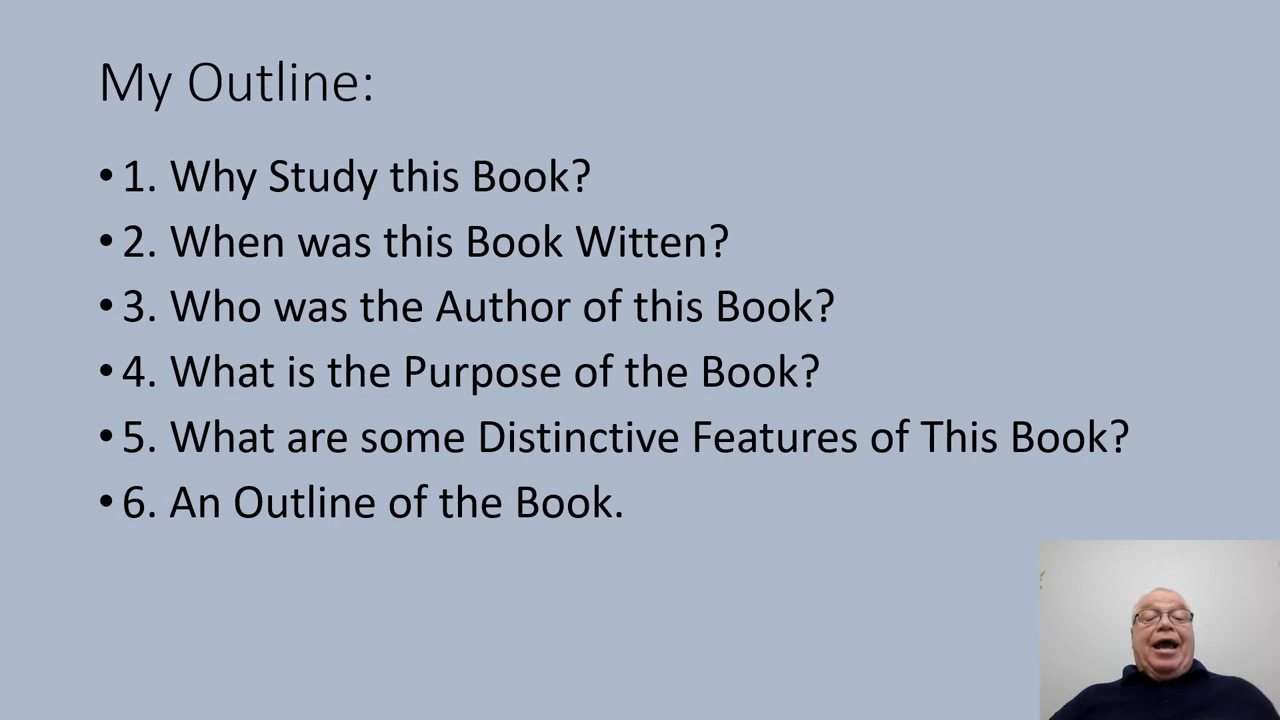 My Outline:
• 1. Why Study this Book?
• 2. When was this Book Witten?
• 3. Who was the Author of this Book?
• 4. What is the Purpose of the Book?
• 5. What are some Distinctive Features of This Book?
• 6. An Outline of the Book.